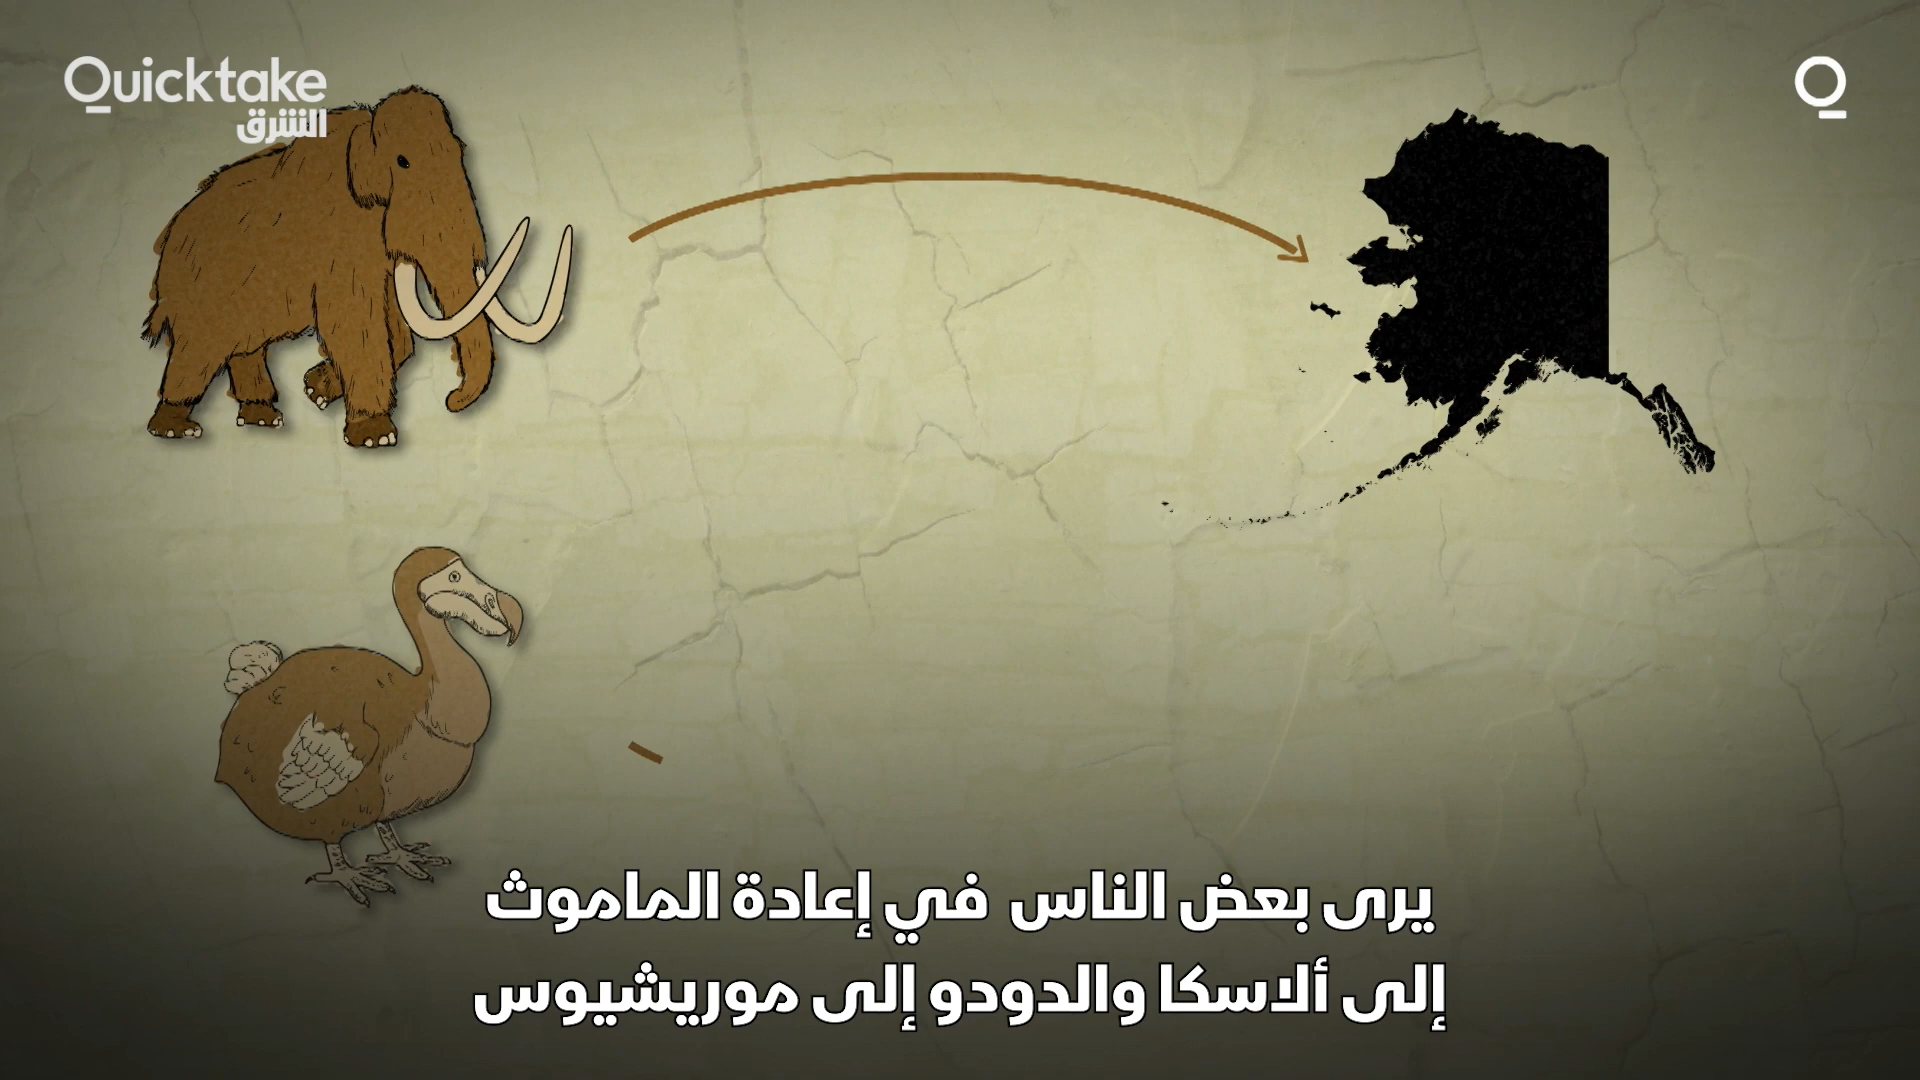 Quicktake
الشرق
يرى بعض الناس في إعادة الماموث
إلى ألاسكا والدودو إلى موريشيوس